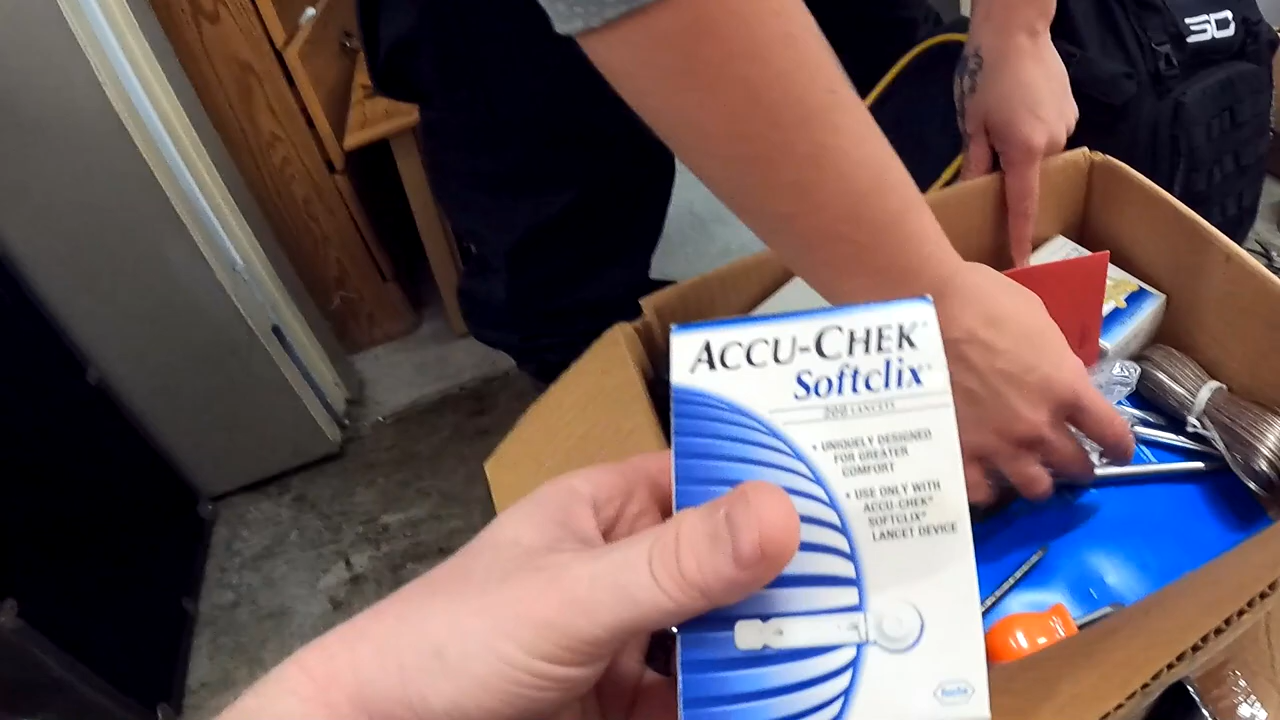 ACCU-CHEK®
Softclix®
200 LANCETS
• UNIQUELY DESIGNED
FOR GREATER
COMFORT
• USE ONLY WITH
ACCU-CHEK®
SOFTCLIX®
LANCET DEVICE
Roche
3D